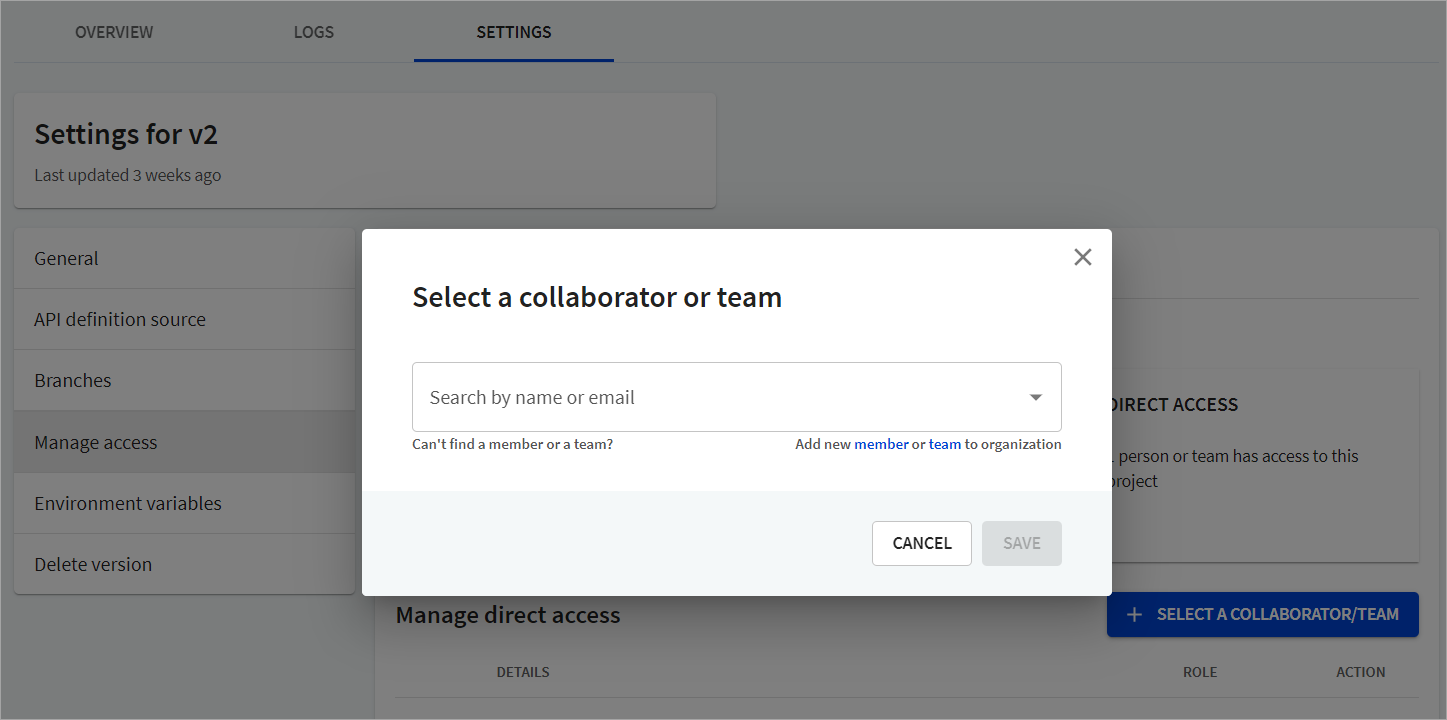 OVERVIEW
LOGS
SETTINGS
Settings for v2
Last updated 3 weeks ago
General
API definition source
Branches
Manage access
Environment variables
Delete version
Select a collaborator or team
Search by name or email
Can't find a member or a team?
Add new member or team to organization
CANCEL
SAVE
DIRECT ACCESS
person or team has access to this
project
Manage direct access
+ SELECT A COLLABORATOR/TEAM
DETAILS
ROLE
ACTION